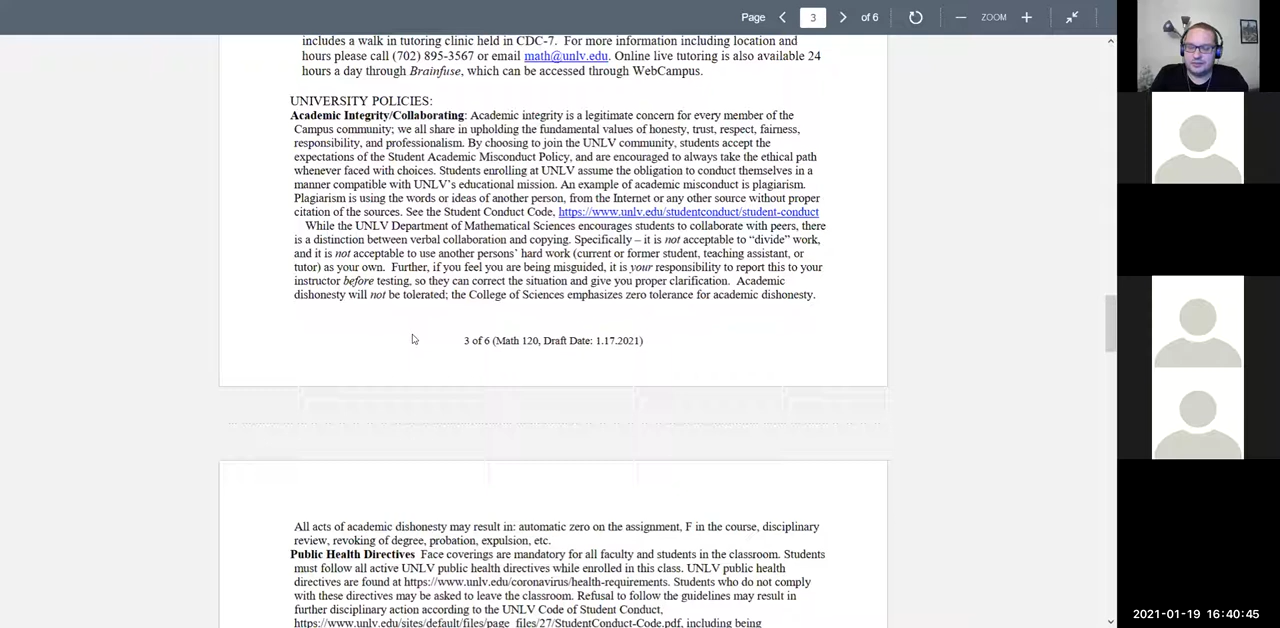 Page 3 of 6 ZOOM
includes a walk in tutoring clinic held in CDC-7. For more information including location and
hours please call (702) 895-3567 or email math@unlv.edu. Online live tutoring is also available 24
hours a day through Brainfuse, which can be accessed through WebCampus.
UNIVERSITY POLICIES:
Academic Integrity/Collaborating: Academic integrity is a legitimate concern for every member of the
Campus community; we all share in upholding the fundamental values of honesty, trust, respect, fairness,
responsibility, and professionalism. By choosing to join the UNLV community, students accept the
expectations of the Student Academic Misconduct Policy, and are encouraged to always take the ethical path
whenever faced with choices. Students enrolling at UNLV assume the obligation to conduct themselves in a
manner compatible with UNLV's educational mission. An example of academic misconduct is plagiarism.
Plagiarism is using the words or ideas of another person, from the Internet or any other source without proper
citation of the sources. See the Student Conduct Code, https://www.unlv.edu/studentconduct/student-conduct
While the UNLV Department of Mathematical Sciences encourages students to collaborate with peers, there
is a distinction between verbal collaboration and copying. Specifically – it is not acceptable to “divide” work,
and it is not acceptable to use another persons’ hard work (current or former student, teaching assistant, or
tutor) as your own. Further, if you feel you are being misguided, it is your responsibility to report this to your
instructor before testing, so they can correct the situation and give you proper clarification. Academic
dishonesty will not be tolerated; the College of Sciences emphasizes zero tolerance for academic dishonesty.
3 of 6 (Math 120, Draft Date: 1.17.2021)
All acts of academic dishonesty may result in: automatic zero on the assignment, F in the course, disciplinary
review, revoking of degree, probation, expulsion, etc.
Public Health Directives Face coverings are mandatory for all faculty and students in the classroom. Students
must follow all active UNLV public health directives while enrolled in this class. UNLV public health
directives are found at https://www.unlv.edu/coronavirus/health-requirements. Students who do not comply
with these directives may be asked to leave the classroom. Refusal to follow the guidelines may result in
further disciplinary action according to the UNLV Code of Student Conduct,
https://www.unlv.edu/sites/default/files/page_files/27/StudentConduct-Code.pdf, including being
2021-01-19 16:40:45